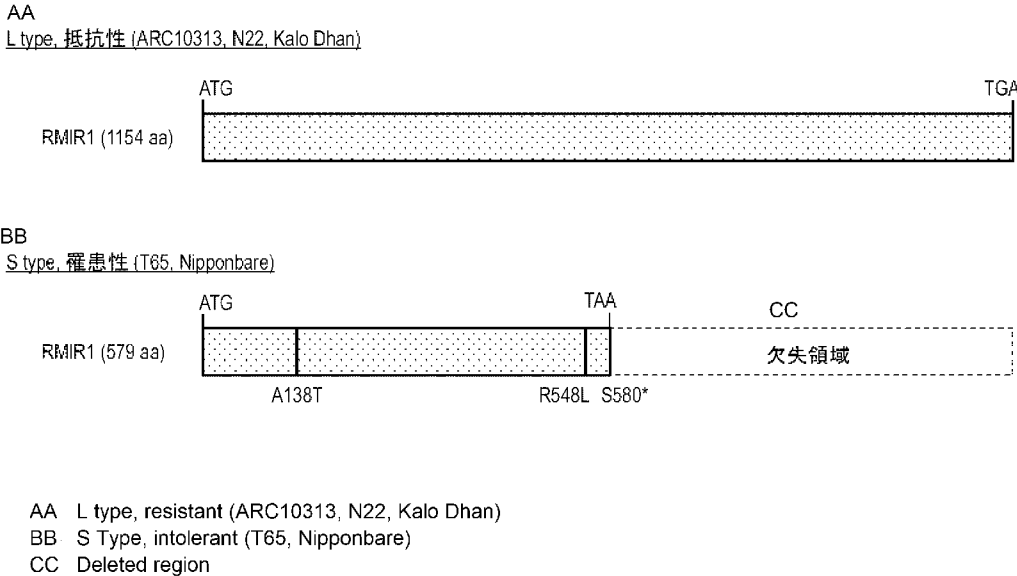 AA
L type, 抵抗性 (ARC10313, N22, Kalo Dhan)
ATG TGA
RMIR1 (1154 aa)
BB
S type, 罹患性 (T65, Nipponbare)
ATG TAA CC
RMIR1 (579 aa) 欠失領域
A138T R548L S580*
AA L type, resistant (ARC10313, N22, Kalo Dhan)
BB S Type, intolerant (T65, Nipponbare)
CC Deleted region